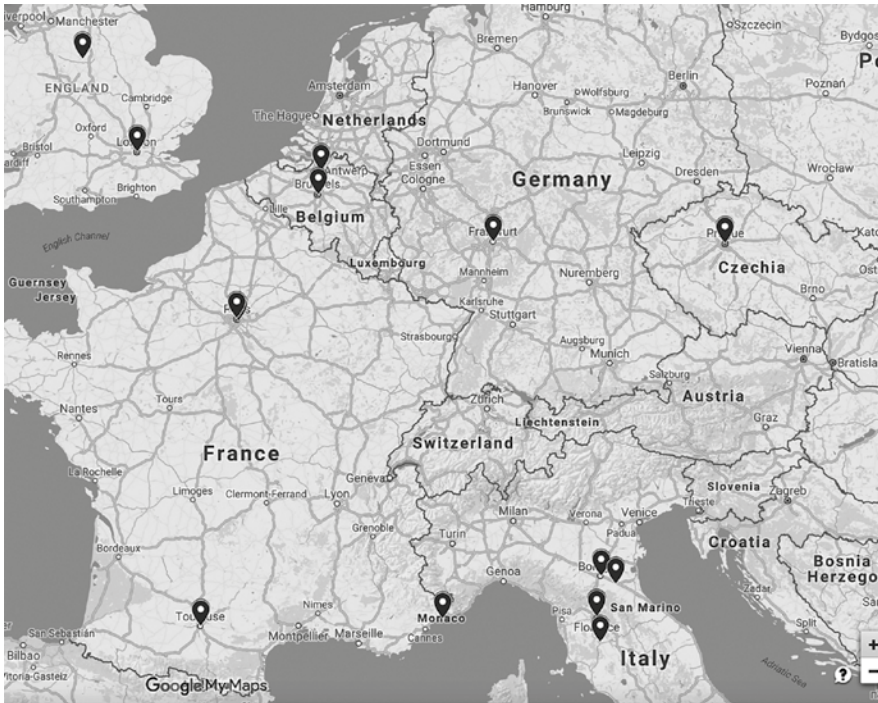 Manchester
Hamburg
Szczecin
Bremen
Berlin
Poznań
ENGLAND
Cambridge
Amsterdam
Hanover
Wolfsburg
Brunswick
Magdeburg
The Hague
Netherlands
Oxford
Bristol
Dortmund
Essen
Leipzig
Antwerp
Cologne
Dresden
Wrocław
Southampton
Brighton
Germany
Lille
Belgium
English Channel
Luxembourg
Czechia
Mannheim
Nuremberg
Guernsey
Jersey
Brno
Karlsruhe
Stuttgart
Strasbourg
Augsburg
Munich
Vienna
Rennes
Salzburg
Tours
Zürich
Austria
Nantes
Liechtenstein
Graz
Switzerland
France
La Rochelle
Geneva
Slovenia
Limoges
Clermont-Ferrand
Lyon
Zagreb
Milan
Verona
Venice
Trieste
Grenoble
Turin
Padua
Croatia
Bordeaux
Genoa
Bosnia
Zadar
Nimes
Monaco
Pisa
San Marino
San Sebastián
Montpellier
Marseille
Cannes
Split
Bilbao
Italy
Vitoria-Gasteiz
Adriatic Sea
Google My Maps